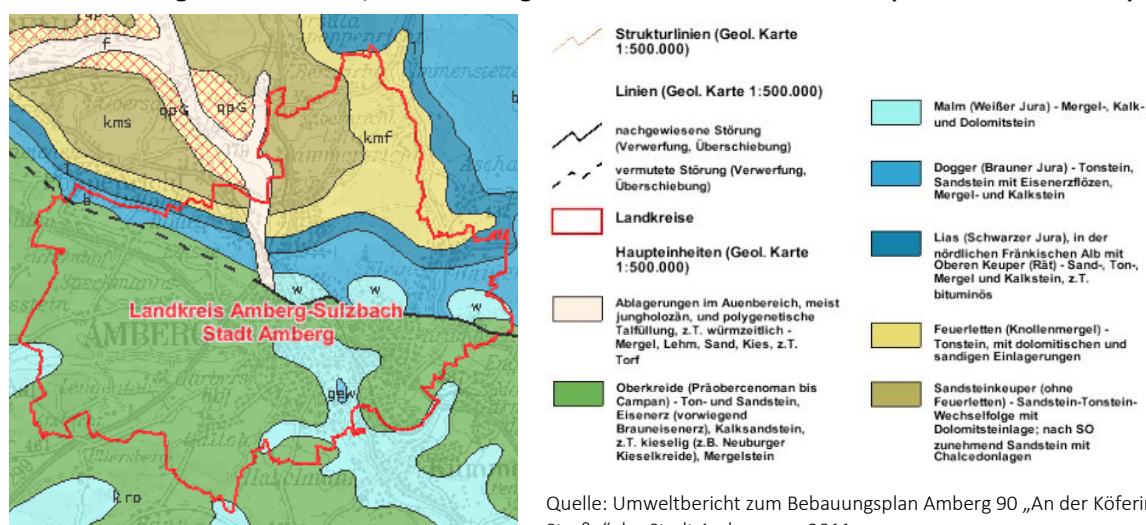 f
qpG
qpG
kms
kmf
w
w
w
Landkreis Amberg-Sulzbach
Stadt Amberg
AMBERG
gew
kro
Strukturlinien (Geol. Karte
1:500.000)
Linien (Geol. Karte 1:500.000)
nachgewiesene Störung
(Verwerfung, Überschiebung)
vermutete Störung (Verwerfung,
Überschiebung)
Landkreise
Haupteinheiten (Geol. Karte
1:500.000)
Ablagerungen im Auenbereich, meist
jungholozän, und polygenetische
Talfüllung, z.T. würmzeitlich -
Mergel, Lehm, Sand, Kies, z.T.
Torf
Oberkreide (Präobercenoman bis
Campan) - Ton- und Sandstein,
Eisenerz (vorwiegend
Brauneisenerz), Kalksandstein,
z.T. kieselig (z.B. Neuburger
Kieselkreide), Mergelstein
Malm (Weißer Jura) - Mergel-, Kalk-
und Dolomitstein
Dogger (Brauner Jura) - Tonstein,
Sandstein mit Eisenerzflözen,
Mergel- und Kalkstein
Lias (Schwarzer Jura), in der
nördlichen Fränkischen Alb mit
Oberen Keuper (Rät) - Sand-, Ton-,
Mergel und Kalkstein, z.T.
bituminös
Feuerletten (Knollenmergel) -
Tonstein, mit dolomitischen und
sandigen Einlagerungen
Sandsteinkeuper (ohne
Feuerletten) - Sandstein-Tonstein-
Wechselfolge mit
Dolomitsteinlage; nach SO
zunehmend Sandstein mit
Chalcedonlagen
Quelle: Umweltbericht zum Bebauungsplan Amberg 90 „An der Köferin